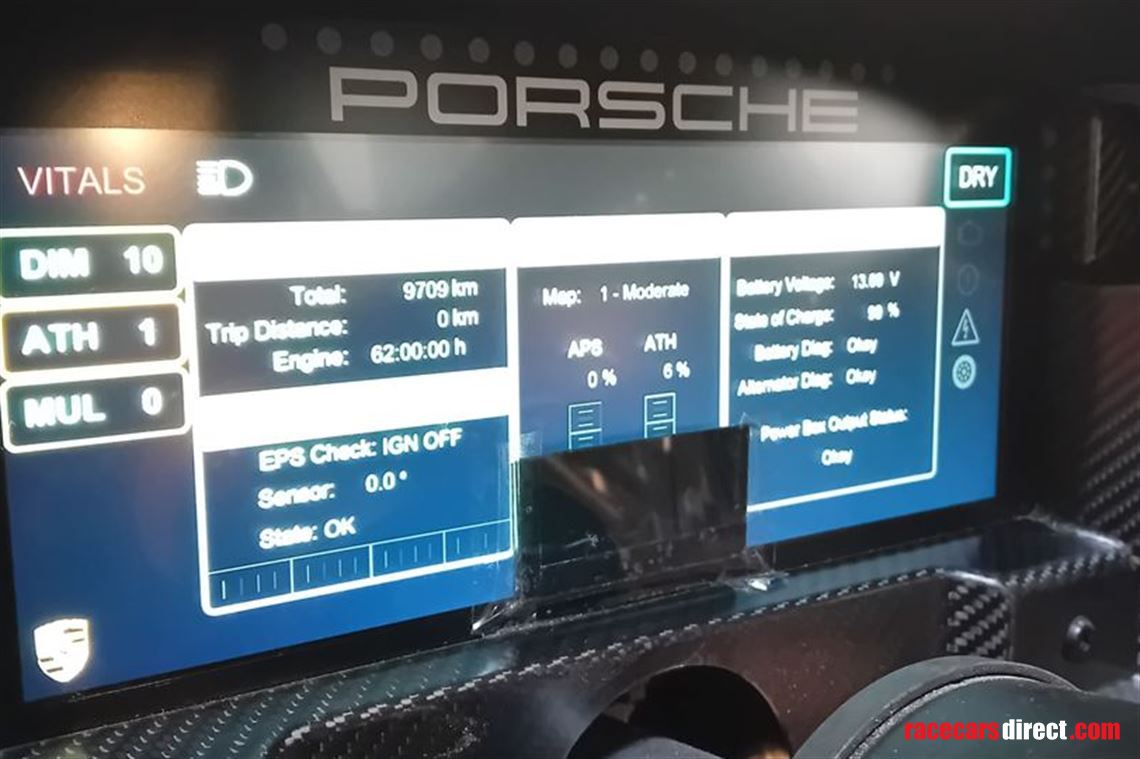 PORSCHE
VITALS
DRY
DIM 10
ATH 1
MUL 0
Total: 9709 km
Trip Distance: 0 km
Engine: 62:00:00 h
EPS Check: IGN OFF
Sensor: 0.0 °
State: OK
Map: 1 - Moderate
APS ATH
0 % 6 %
Battery Voltage: V
State of Charge: %
Battery Diag: Okay
Alternator Diag: Okay
Power Box Output Status:
Okay
racecarsdirect.com